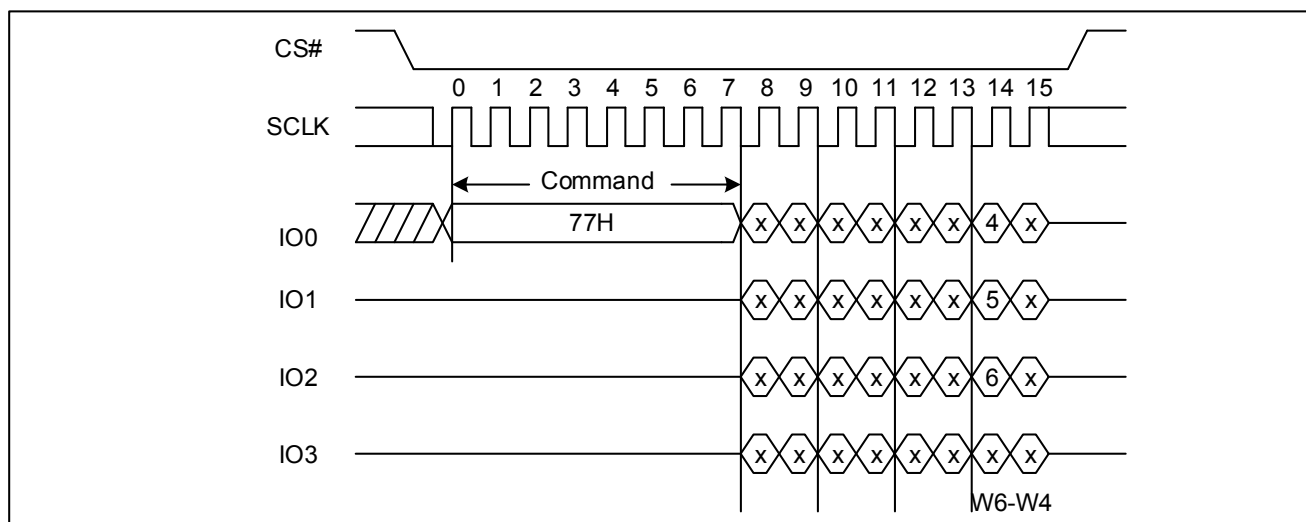 CS#
0 1 2 3 4 5 6 7 8 9 10 11 12 13 14 15
SCLK
Command
IO0 77H x x x x x x 4 x
IO1 x x x x x x 5 x
IO2 x x x x x x 6 x
IO3 x x x x x x x x
W6-W4